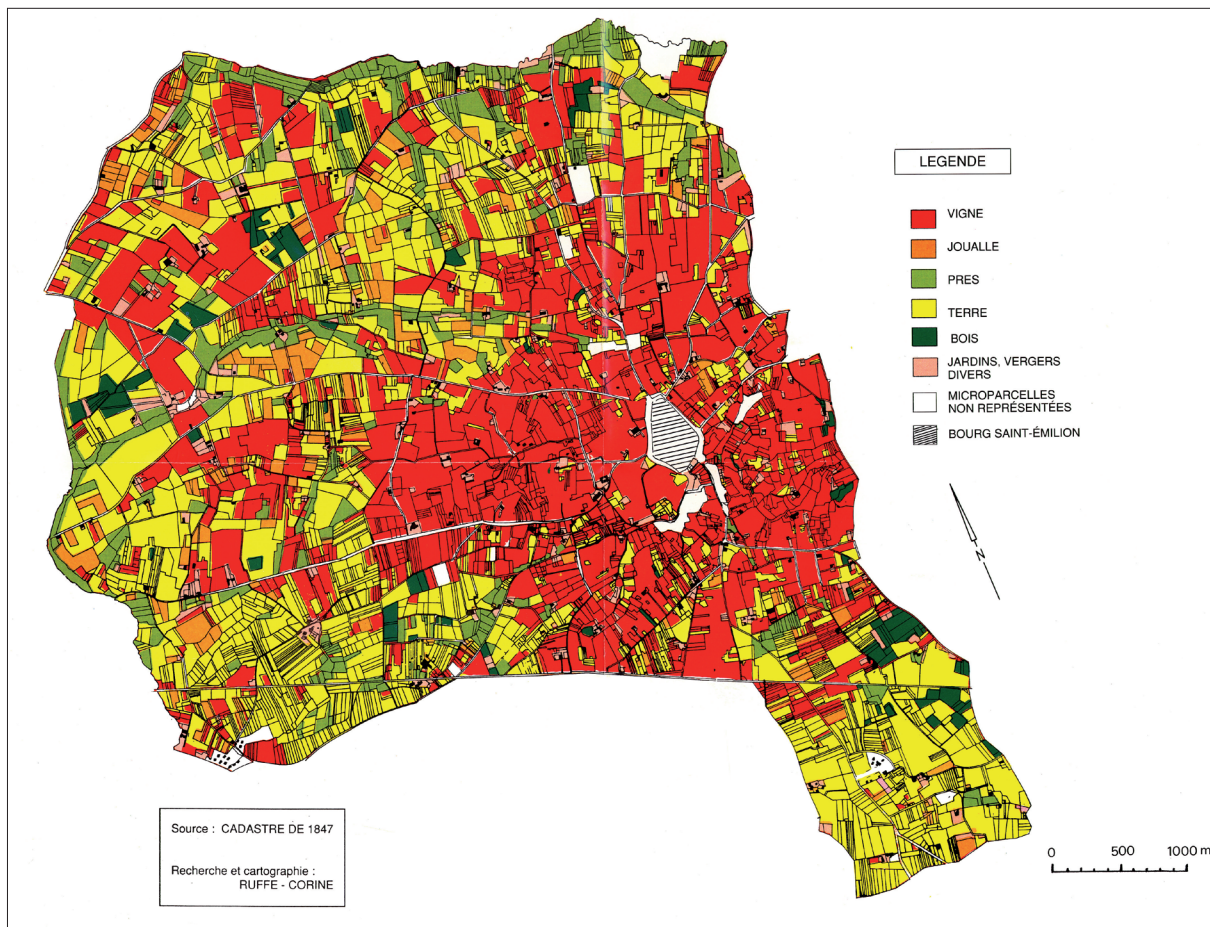 LEGENDE
VIGNE
JOUALLE
PRES
TERRE
BOIS
JARDINS, VERGERS
DIVERS
MICROPARCELLES
NON REPRÉSENTÉES
BOURG SAINT-ÉMILION
N
Source : CADASTRE DE 1847
Recherche et cartographie :
RUFFE - CORINE
0 500 1000 m